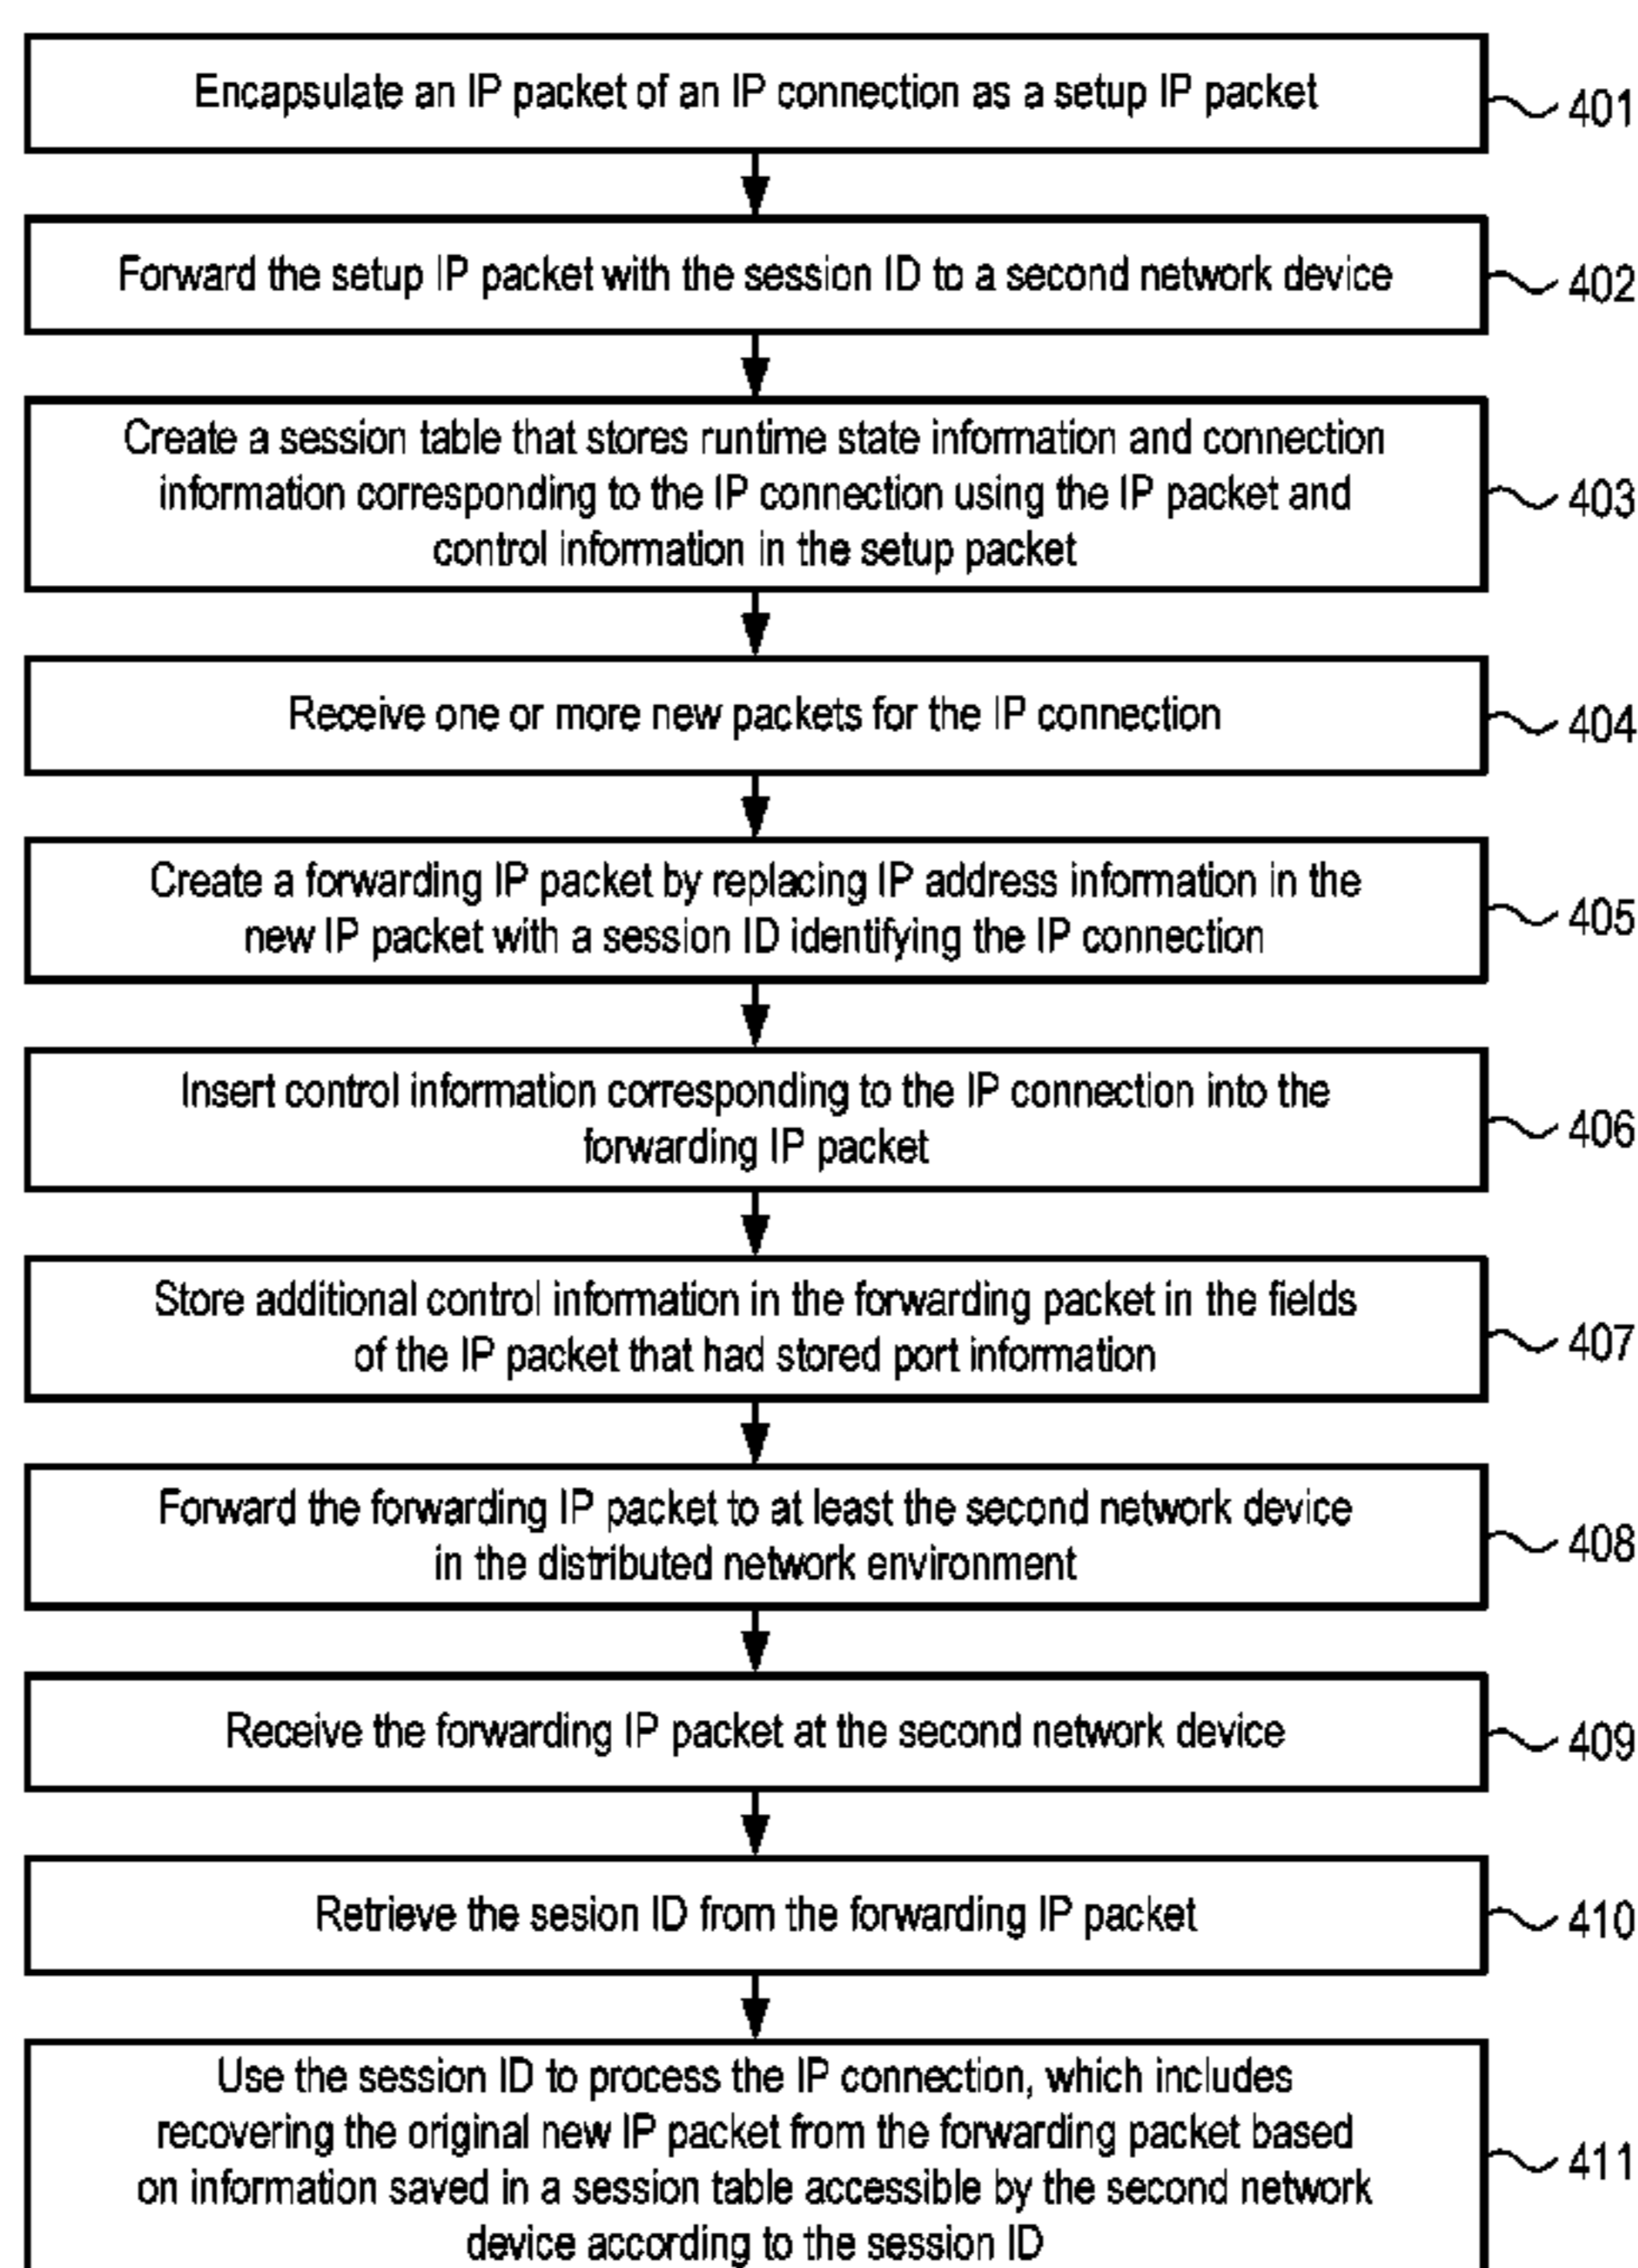 Encapsulate an IP packet of an IP connection as a setup IP packet
401
Forward the setup IP packet with the session ID to a second network device
402
Create a session table that stores runtime state information and connection
information corresponding to the IP connection using the IP packet and
control information in the setup packet
403
Receive one or more new packets for the IP connection
404
Create a forwarding IP packet by replacing IP address information in the
new IP packet with a session ID identifying the IP connection
405
Insert control information corresponding to the IP connection into the
forwarding IP packet
406
Store additional control information in the forwarding packet in the fields
of the IP packet that had stored port information
407
Forward the forwarding IP packet to at least the second network device
in the distributed network environment
408
Receive the forwarding IP packet at the second network device
409
Retrieve the sesion ID from the forwarding IP packet
410
Use the session ID to process the IP connection, which includes
recovering the original new IP packet from the forwarding packet based
on information saved in a session table accessible by the second network
device according to the session ID
411